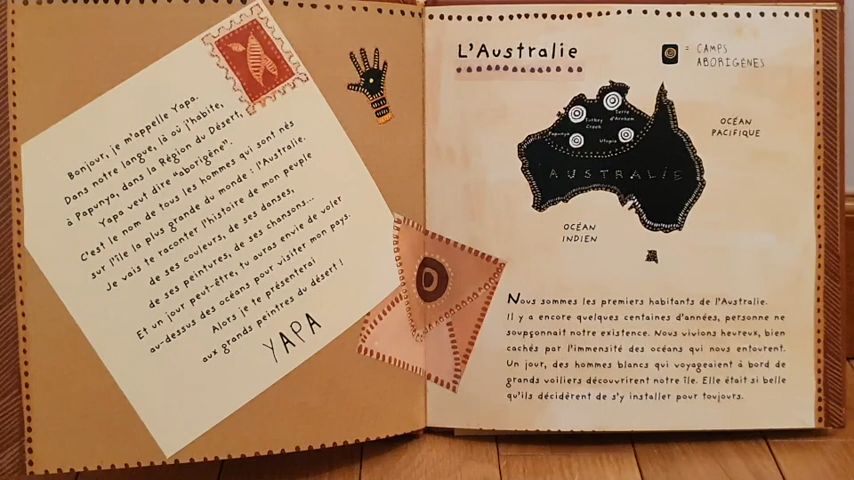 Bonjour, je m'appelle Yapa.
Dans notre langue, là où j'habite,
à Papunya, dans la Région du Désert,
Yapa veut dire "aborigène".
C'est le nom de tous les hommes qui sont nés
sur l'île la plus grande du monde : l'Australie.
Je vais te raconter l'histoire de mon peuple
de ses couleurs, de ses danses,
de ses peintures, de ses chansons...
Et un jour peut-être, tu auras envie de voler
au-dessus des océans pour visiter mon pays.
Alors je te présenterai
aux grands peintres du désert !
YAPA
D
L'Australie
= CAMPS
ABORIGÈNES
Terre
d'Arnhem
Turkey
Creek
Papunya
Utopia
AUSTRALIE
OCÉAN
PACIFIQUE
OCÉAN
INDIEN
Nous sommes les premiers habitants de l'Australie.
Il y a encore quelques centaines d'années, personne ne
soupçonnait notre existence. Nous vivions heureux, bien
cachés par l'immensité des océans qui nous entourent.
Un jour, des hommes blancs qui voyageaient à bord de
grands voiliers découvrirent notre île. Elle était si belle
qu'ils décidèrent de s'y installer pour toujours.